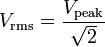 V_rms = V_peak / √2